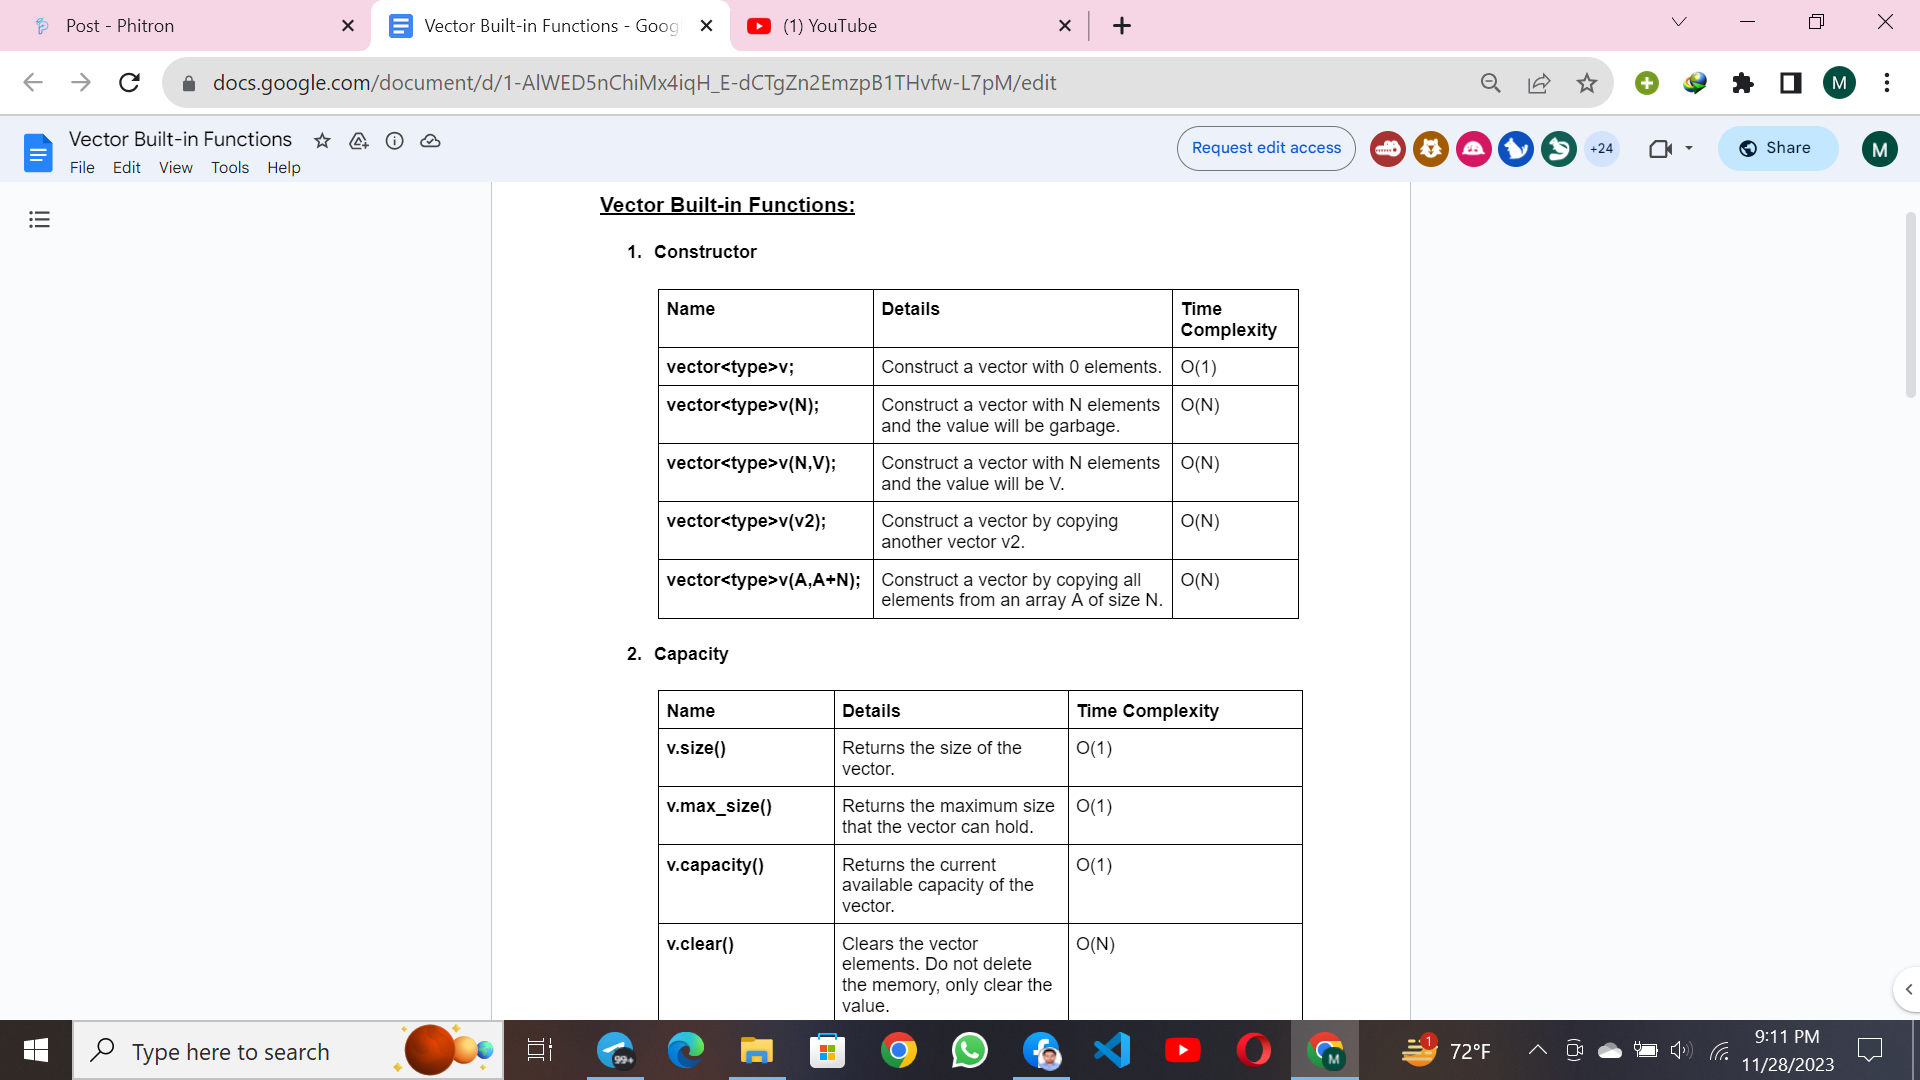 Post - Phitron
Vector Built-in Functions - Goog
(1) YouTube
docs.google.com/document/d/1-AlWED5nChiMx4iqH_E-dCTgZn2EmzpB1THvfw-L7pM/edit
M
Vector Built-in Functions
File Edit View Tools Help
Request edit access
+24
Share
M
Vector Built-in Functions:
1. Constructor
Name Details Time
Complexity
vector<type>v; Construct a vector with 0 elements. O(1)
vector<type>v(N); Construct a vector with N elements O(N)
and the value will be garbage.
vector<type>v(N,V); Construct a vector with N elements O(N)
and the value will be V.
vector<type>v(v2); Construct a vector by copying O(N)
another vector v2.
vector<type>v(A,A+N); Construct a vector by copying all O(N)
elements from an array A of size N.
2. Capacity
Name Details Time Complexity
v.size() Returns the size of the O(1)
vector.
v.max_size() Returns the maximum size O(1)
that the vector can hold.
v.capacity() Returns the current O(1)
available capacity of the
vector.
v.clear() Clears the vector O(N)
elements. Do not delete
the memory, only clear the
value.
Type here to search
99+
M
1
72°F
9:11 PM
11/28/2023